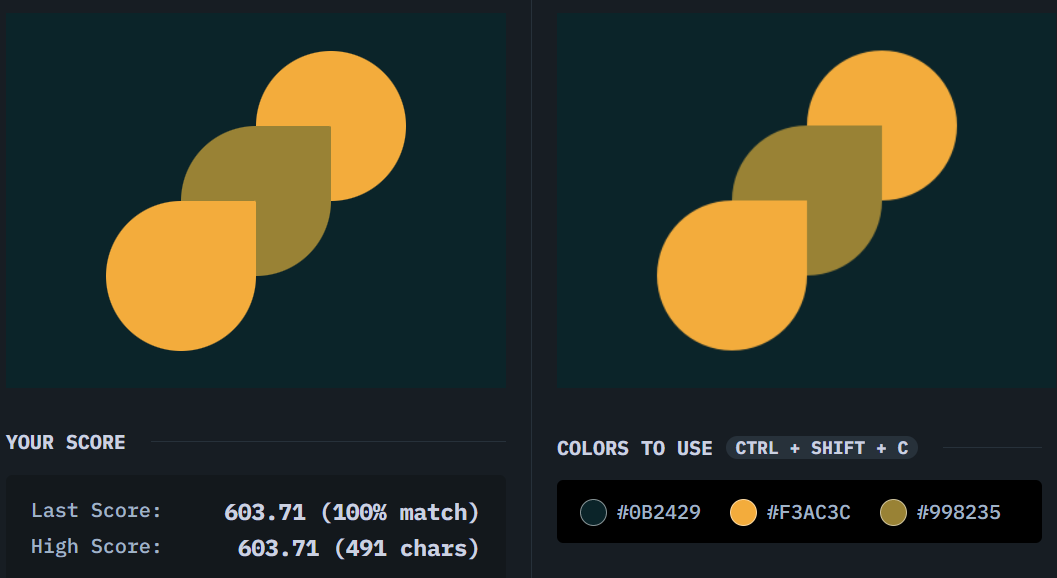 YOUR SCORE
Last Score: 603.71 (100% match)
High Score: 603.71 (491 chars)
COLORS TO USE CTRL + SHIFT + C
#0B2429 #F3AC3C #998235